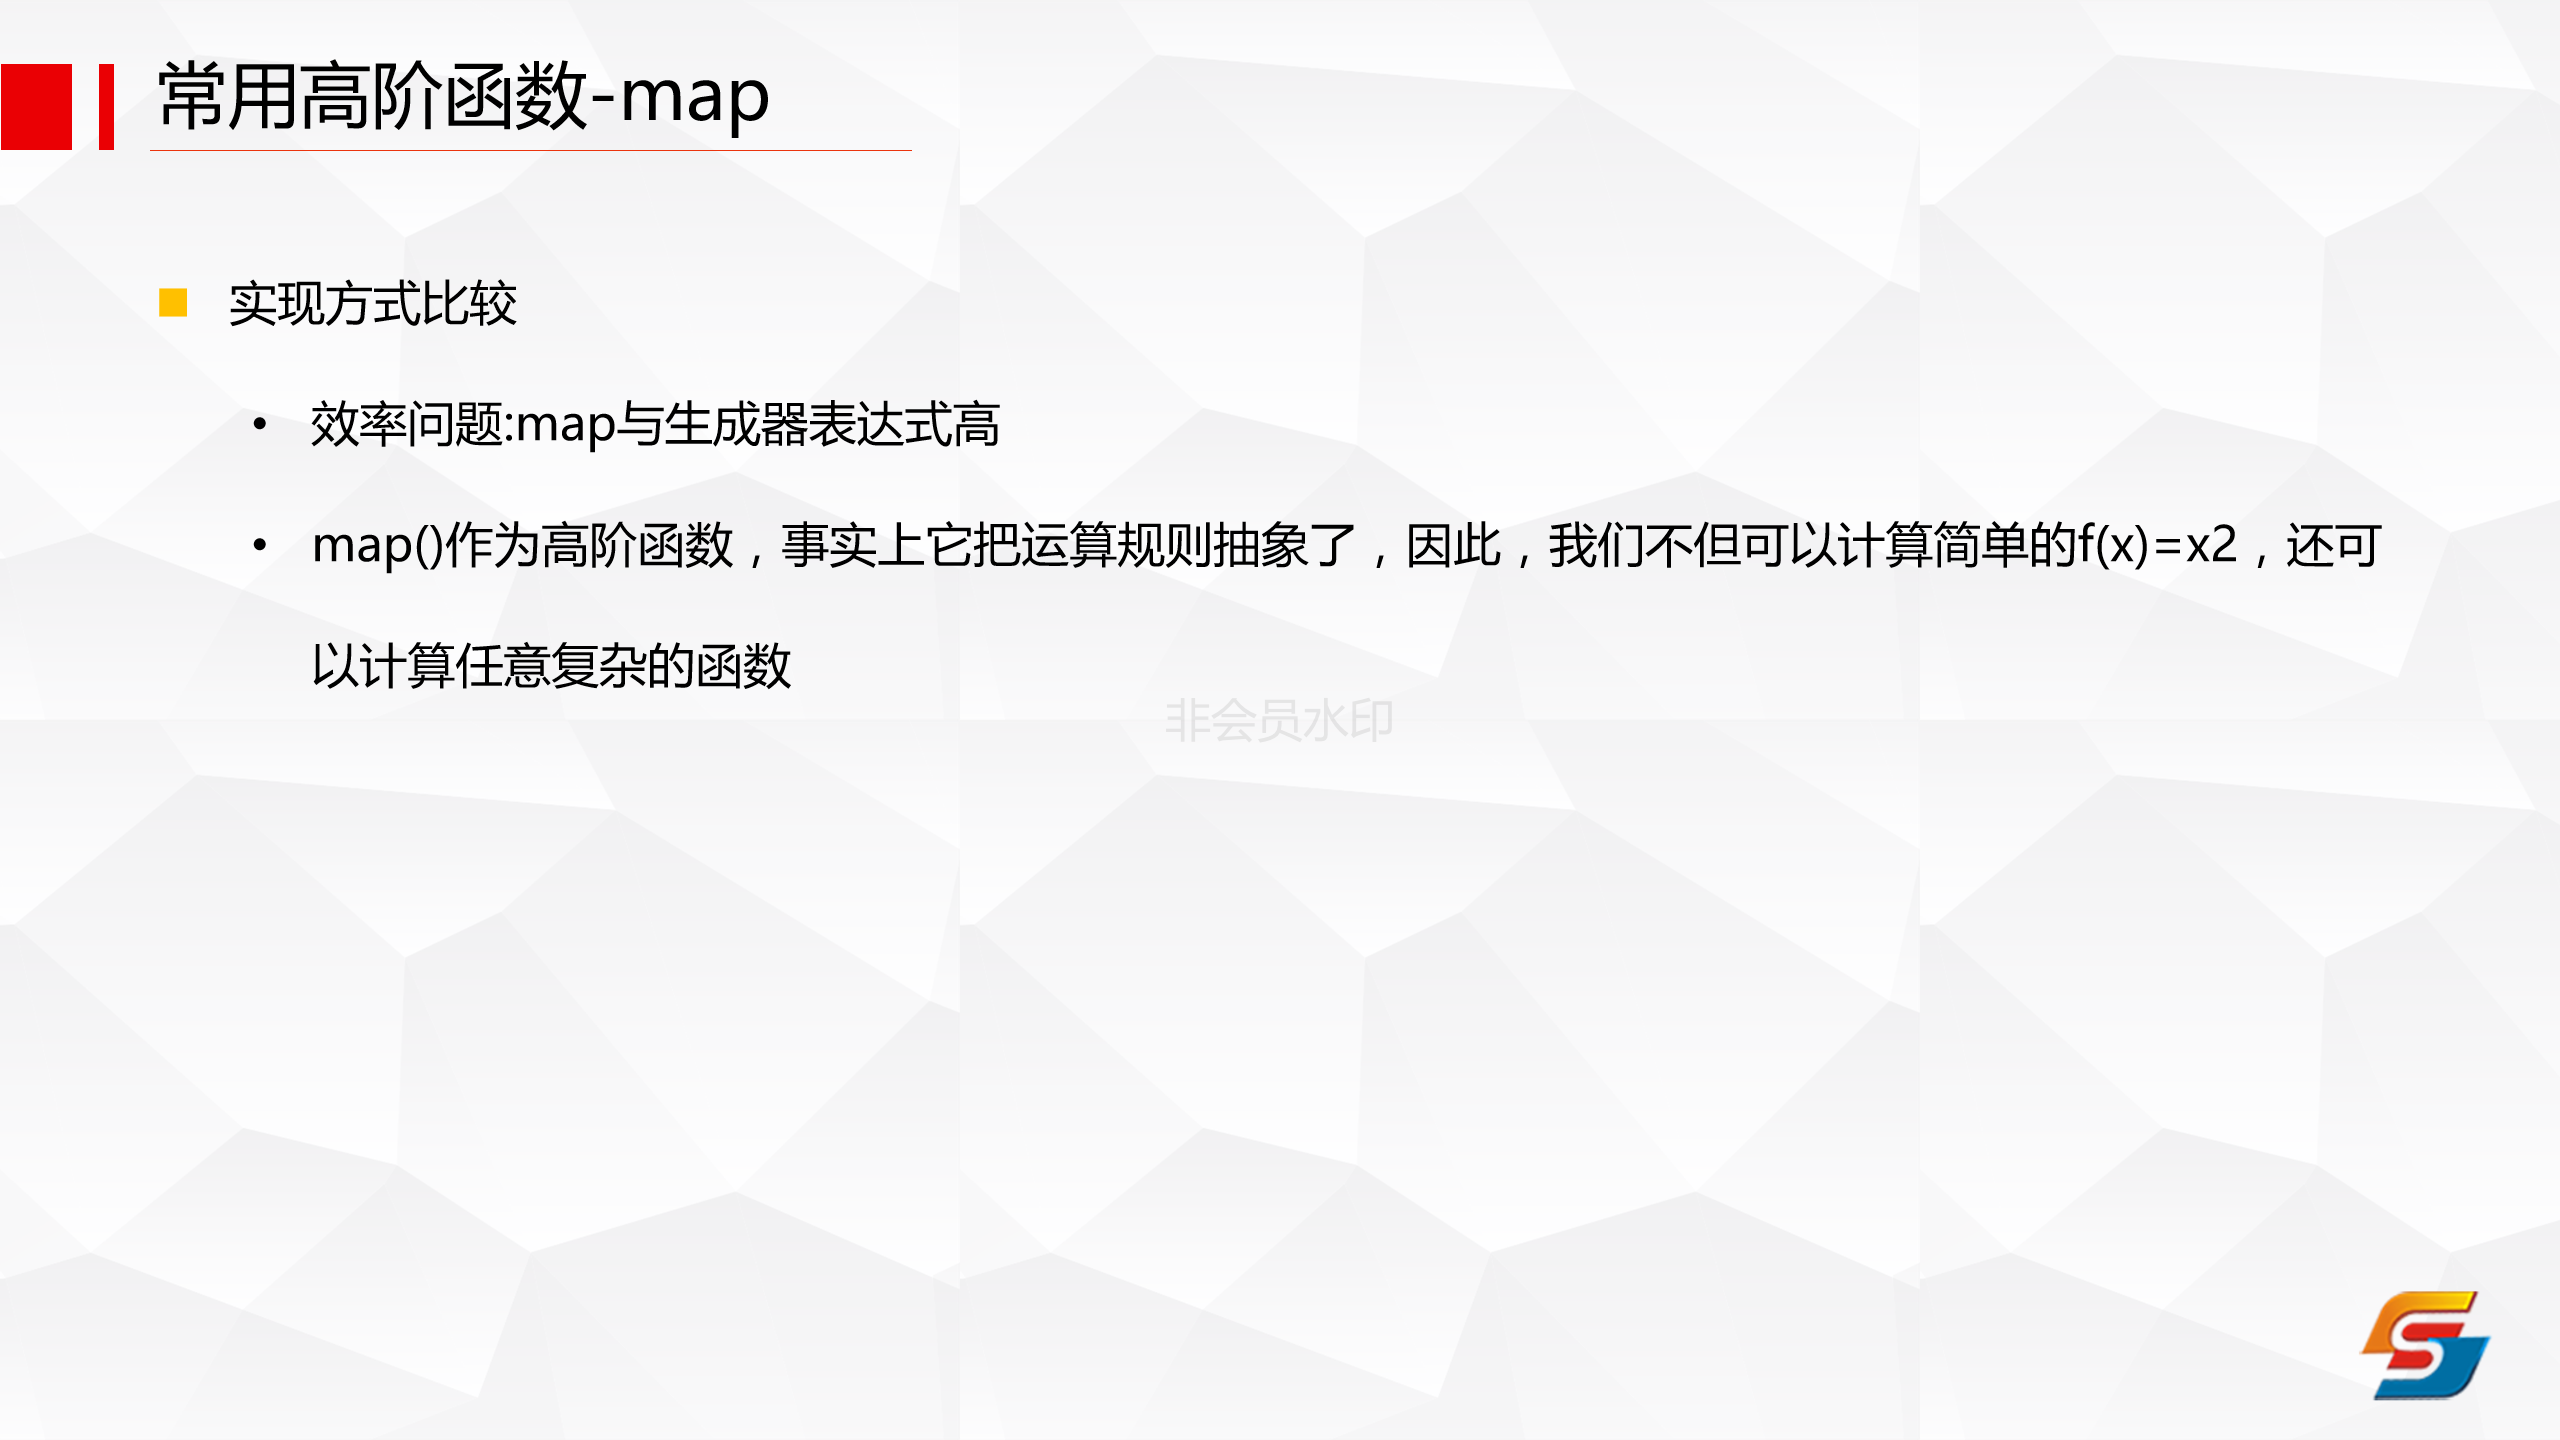 常用高阶函数-map
实现方式比较
• 效率问题:map与生成器表达式高
• map()作为高阶函数，事实上它把运算规则抽象了，因此，我们不但可以计算简单的f(x)=x2，还可
以计算任意复杂的函数
非会员水印